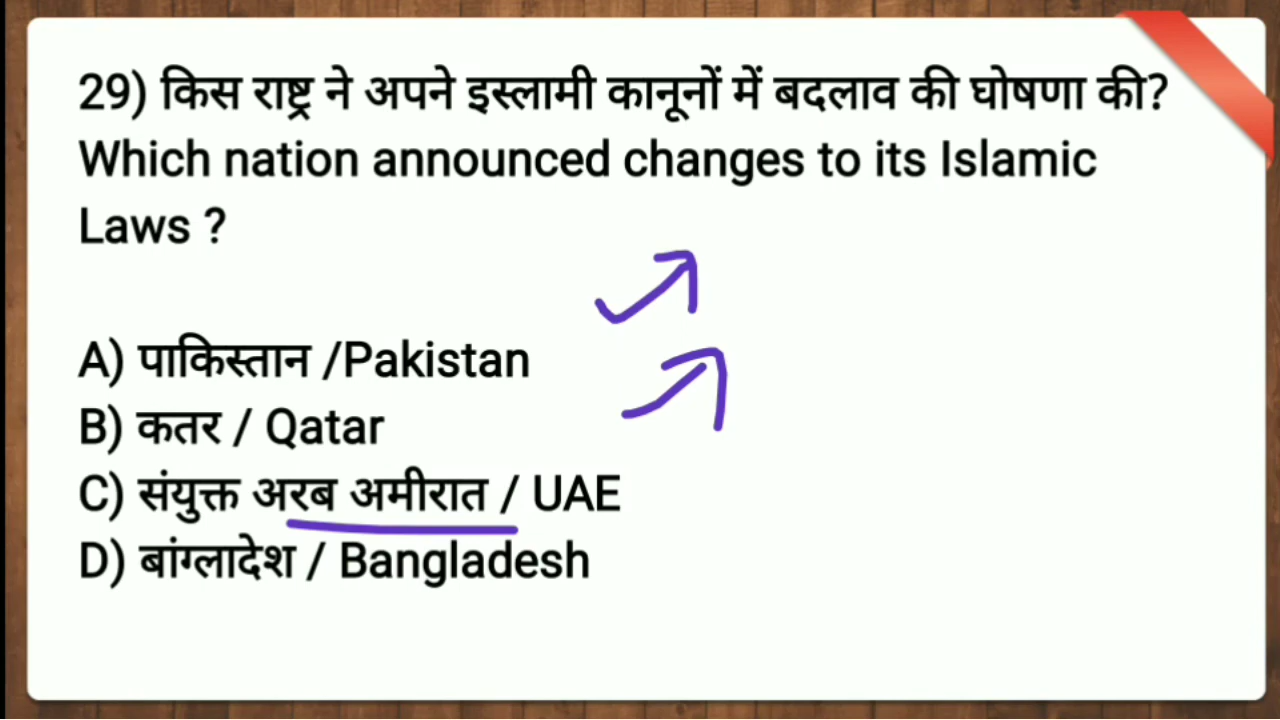 29) किस राष्ट्र ने अपने इस्लामी कानूनों में बदलाव की घोषणा की?
Which nation announced changes to its Islamic
Laws ?
A) पाकिस्तान /Pakistan
B) कतर / Qatar
C) संयुक्त अरब अमीरात / UAE
D) बांग्लादेश / Bangladesh